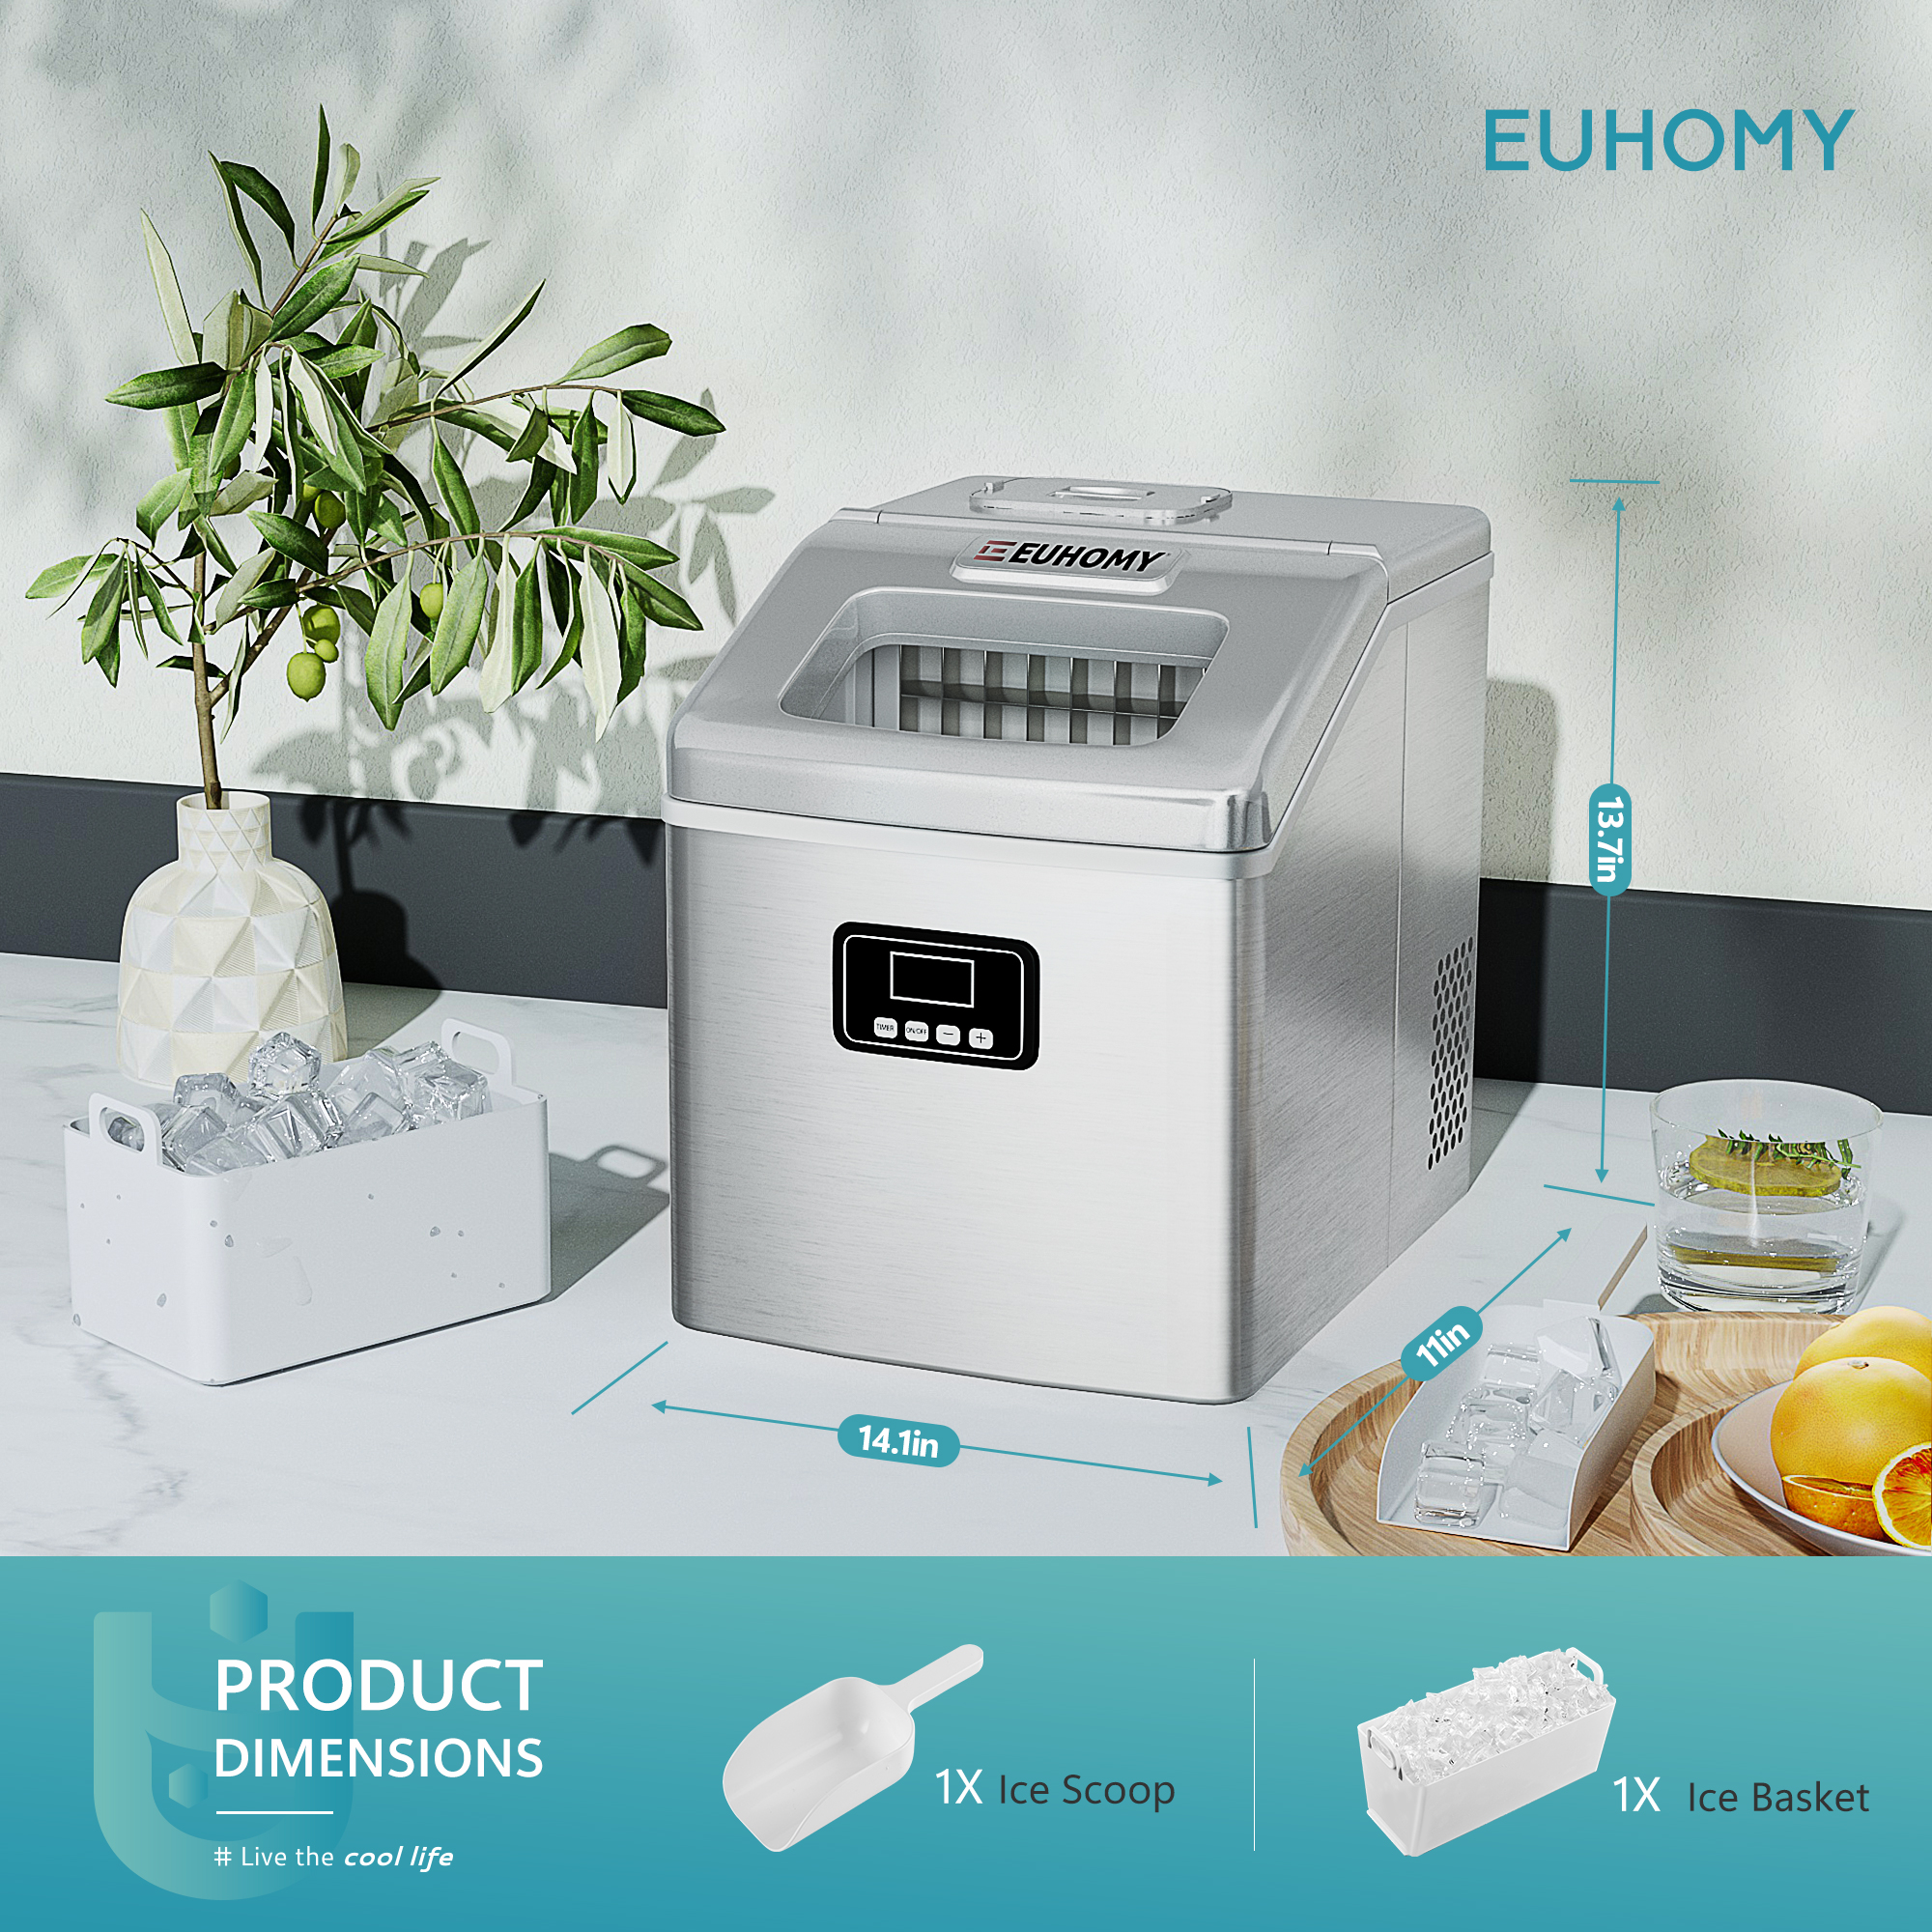 EUHOMY
EUHOMY
13.7in
TIMER ON/OFF − +
11in
14.1in
PRODUCT
DIMENSIONS
# Live the cool life
1X Ice Scoop
1X Ice Basket